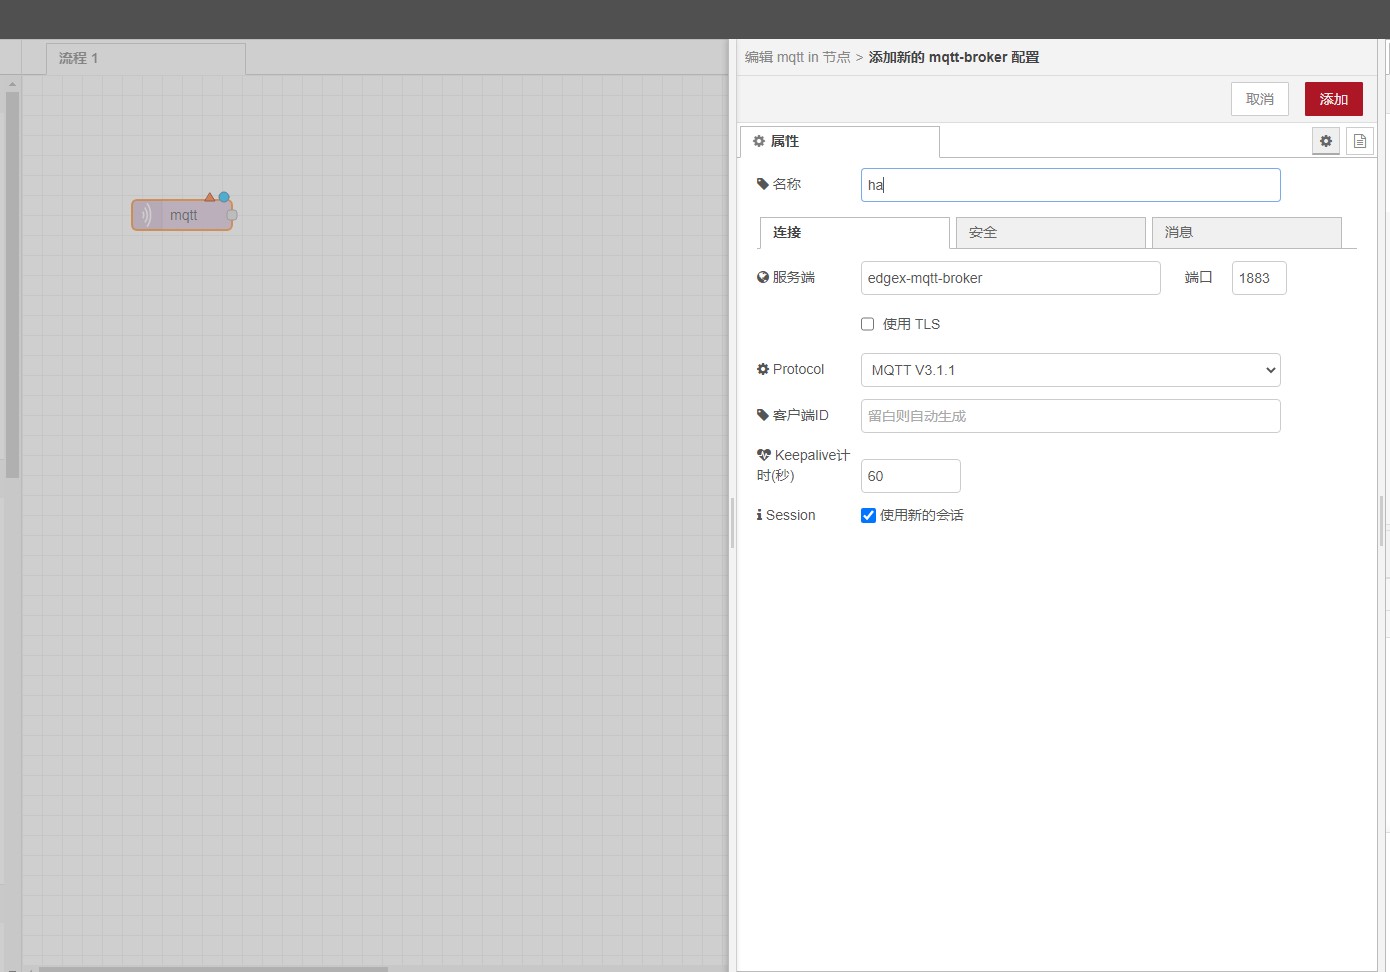 流程 1
mqtt
编辑 mqtt in 节点 > 添加新的 mqtt-broker 配置
取消 添加
属性
名称 ha
连接 安全 消息
服务端 edgex-mqtt-broker 端口 1883
使用 TLS
Protocol MQTT V3.1.1
客户端ID 留白则自动生成
Keepalive计
时(秒) 60
Session 使用新的会话